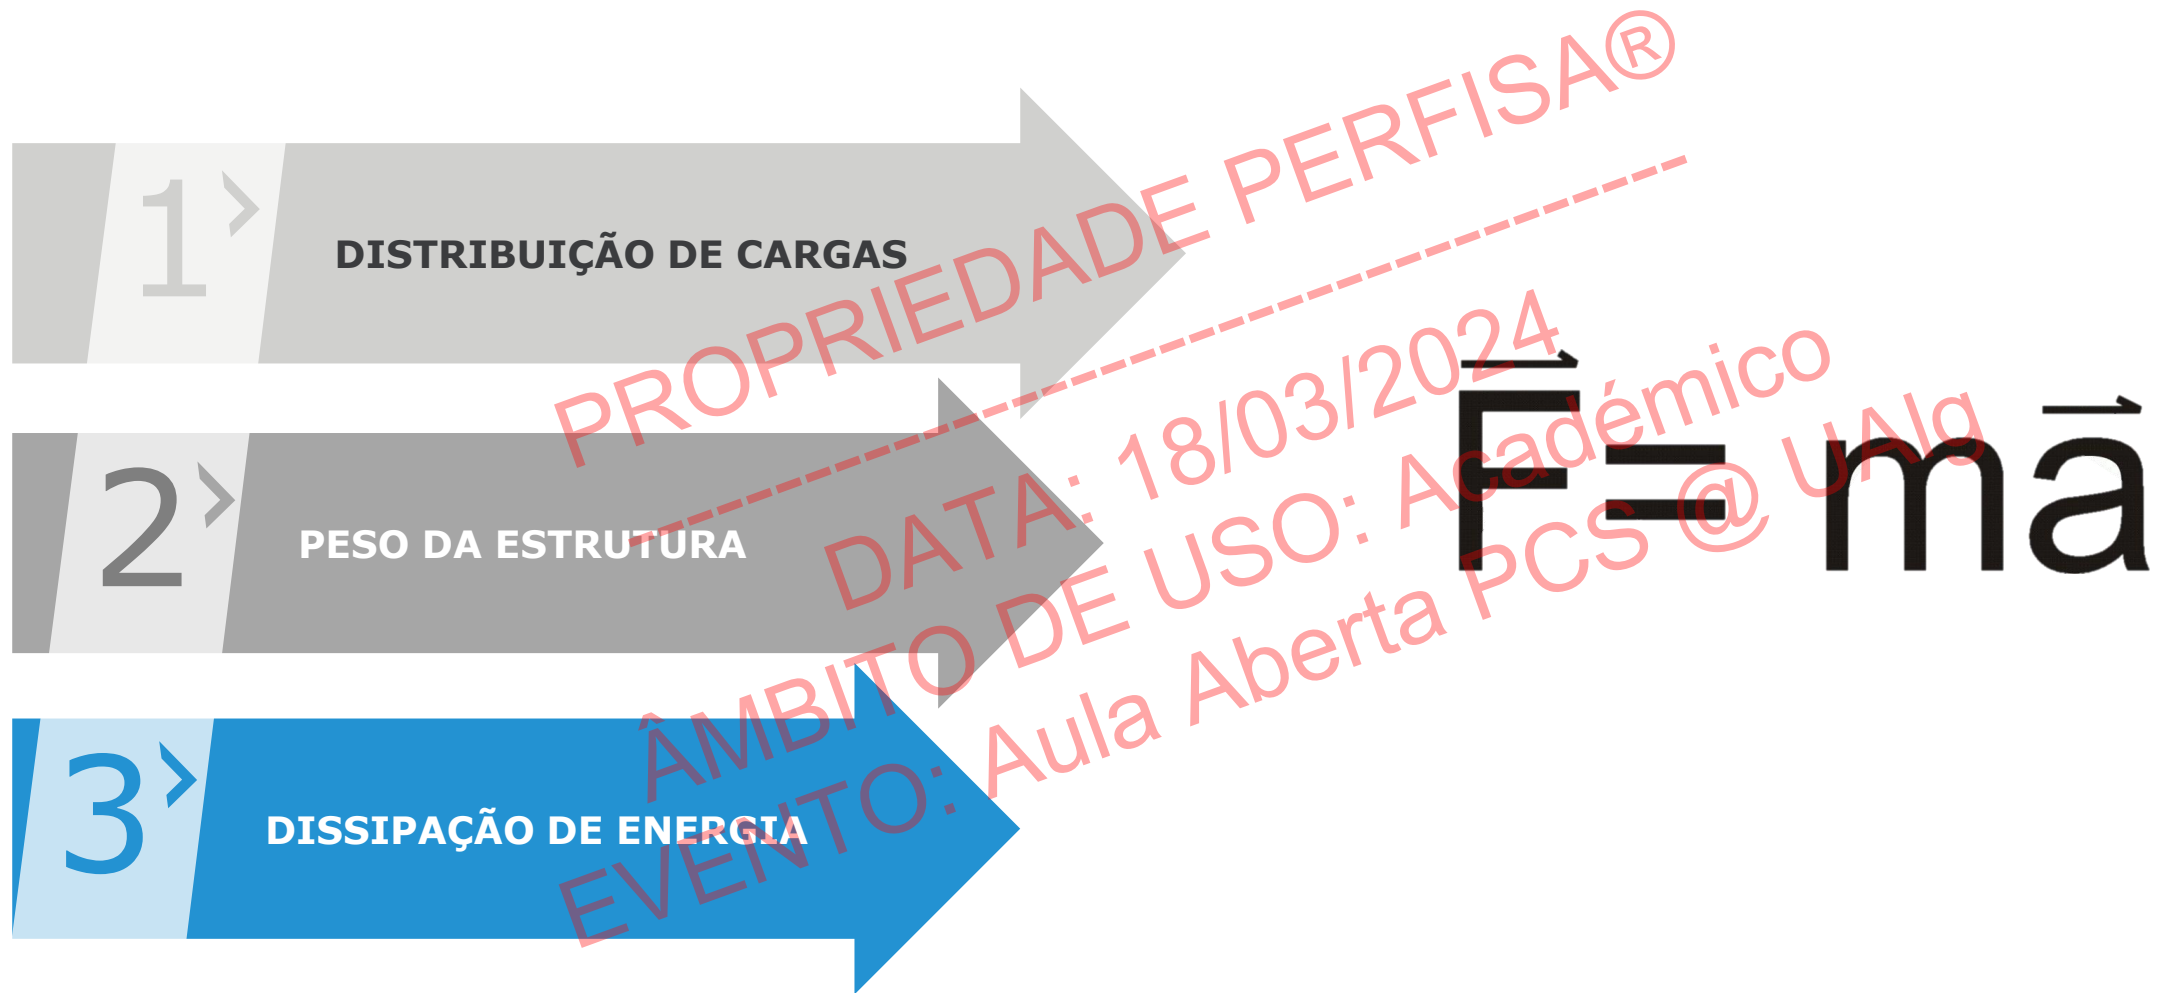 1
DISTRIBUIÇÃO DE CARGAS
2
PESO DA ESTRUTURA
3
DISSIPAÇÃO DE ENERGIA
F = ma
PROPRIEDADE PERFISA®
--------------------------------
DATA: 18/03/2024
ÂMBITO DE USO: Académico
EVENTO: Aula Aberta PCS @ UAlg